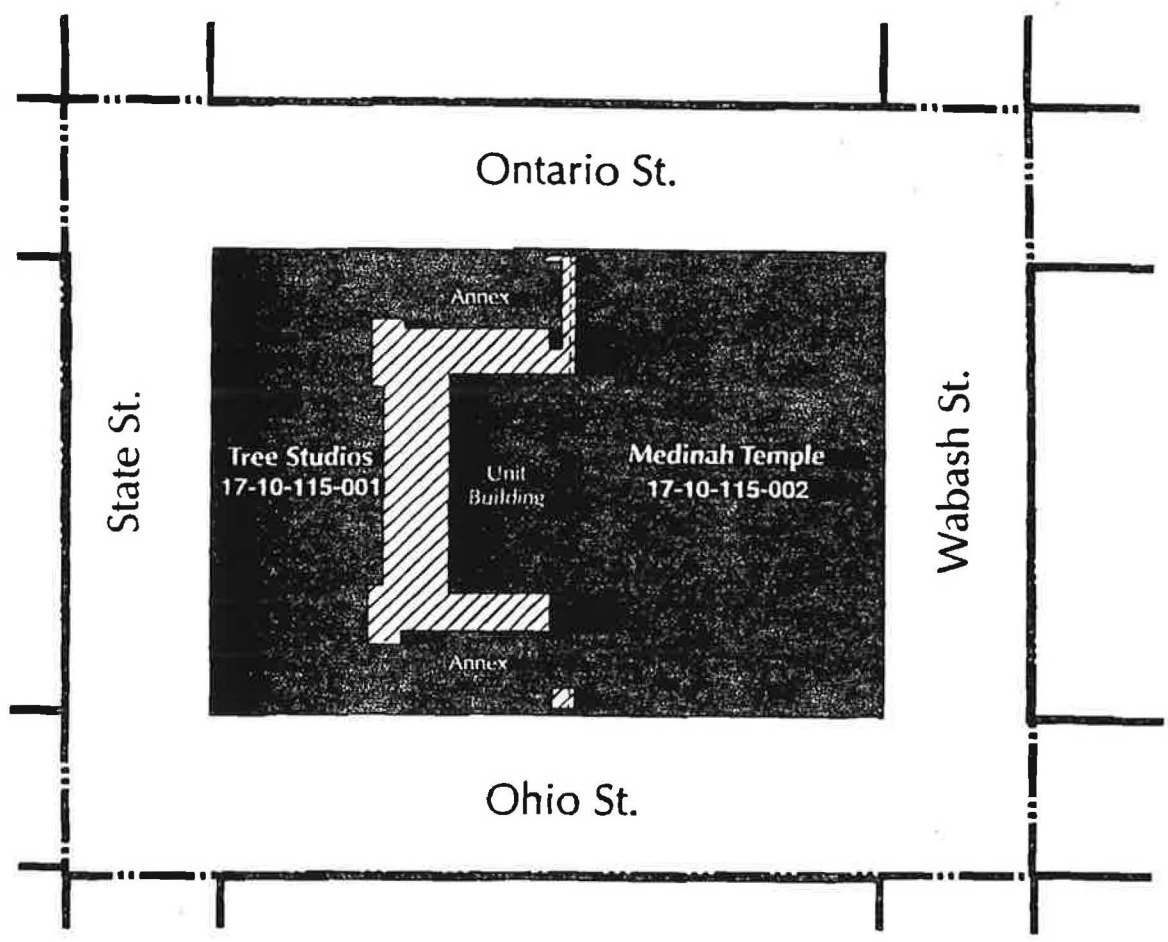 Ontario St.
Annex
State St.
Tree Studios
17-10-115-001
Unit
Building
Medinah Temple
17-10-115-002
Wabash St.
Annex
Ohio St.